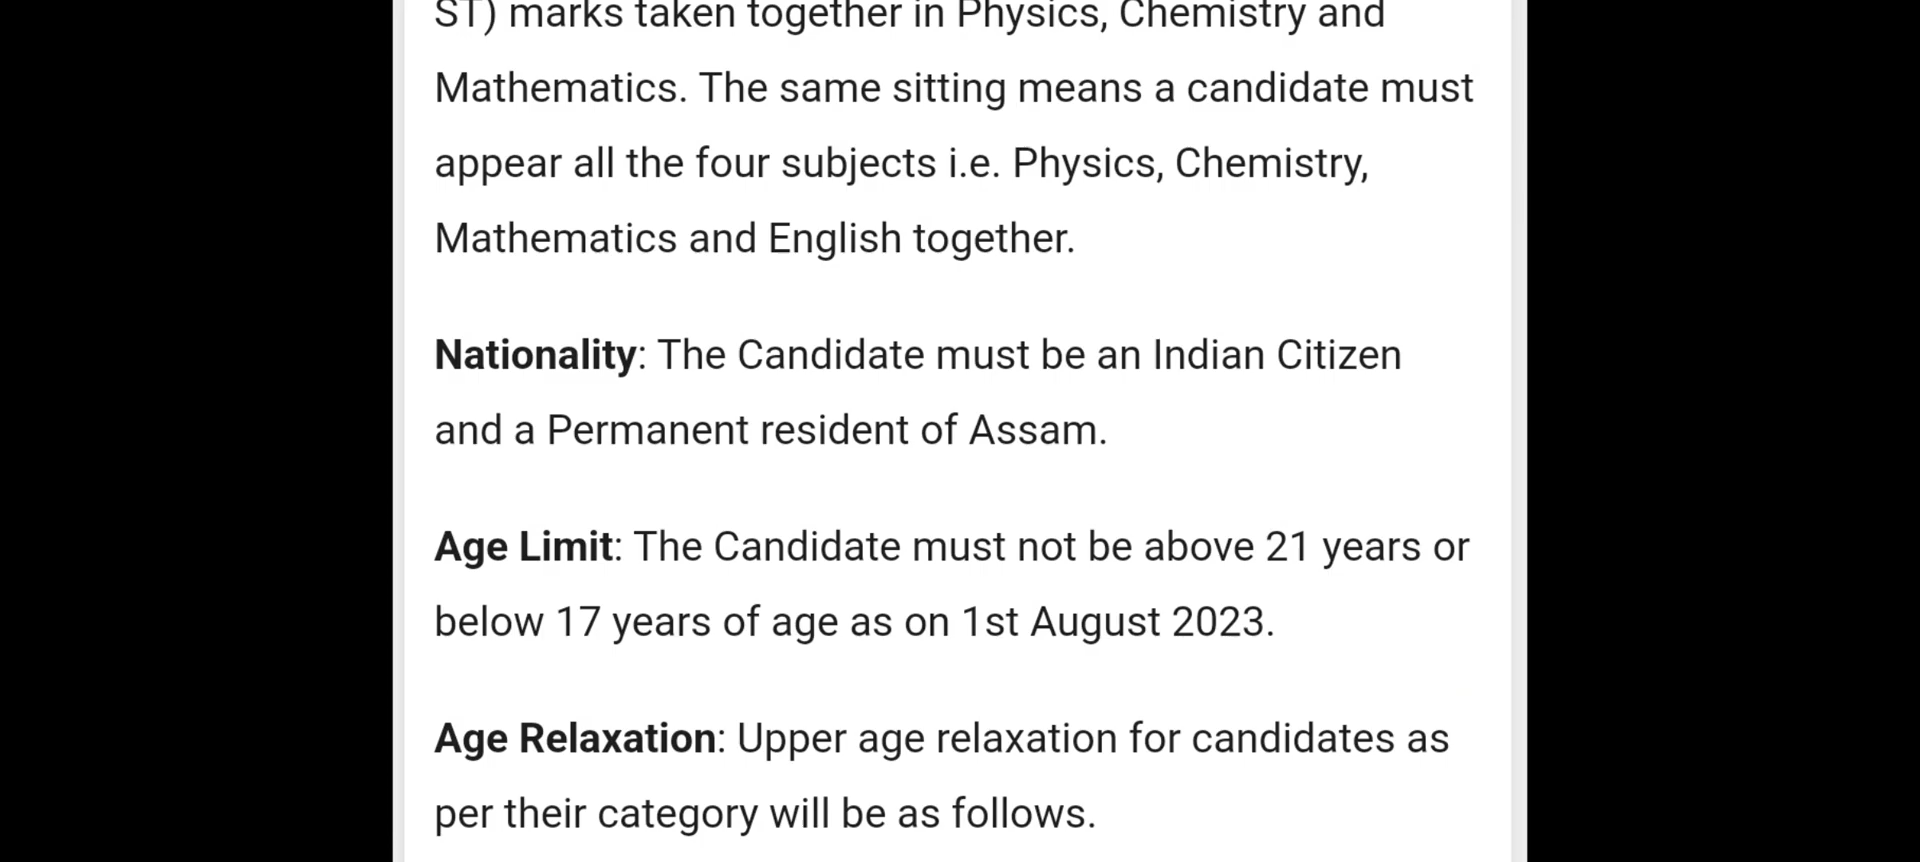 ST) marks taken together in Physics, Chemistry and
Mathematics. The same sitting means a candidate must
appear all the four subjects i.e. Physics, Chemistry,
Mathematics and English together.
Nationality: The Candidate must be an Indian Citizen
and a Permanent resident of Assam.
Age Limit: The Candidate must not be above 21 years or
below 17 years of age as on 1st August 2023.
Age Relaxation: Upper age relaxation for candidates as
per their category will be as follows.